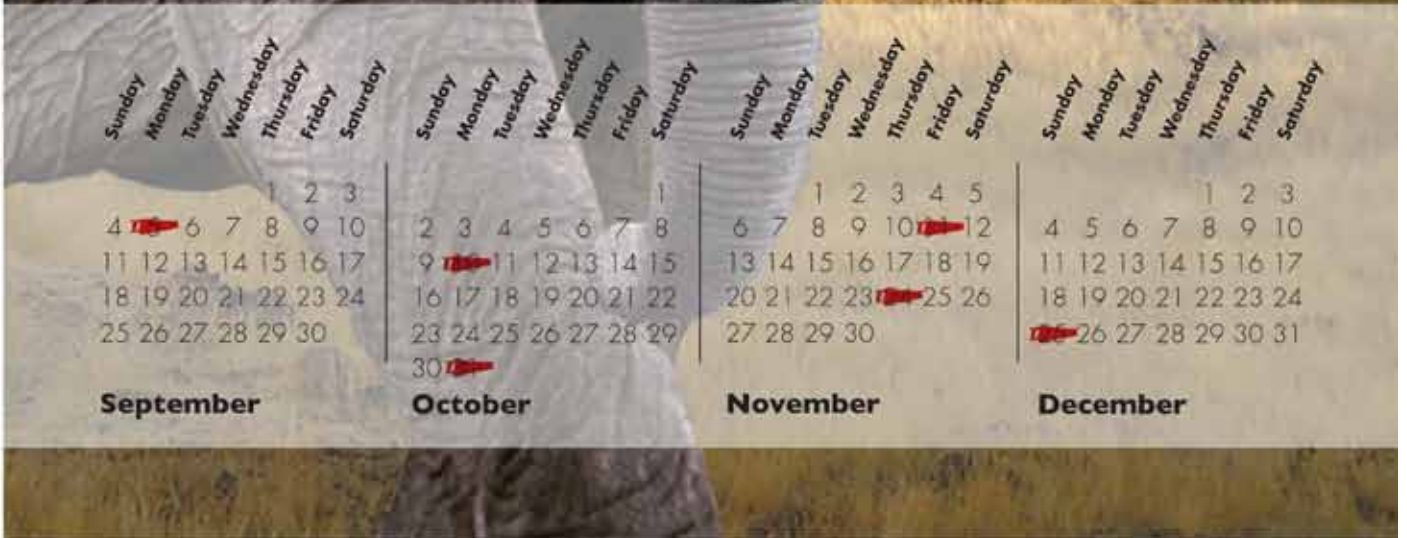 Sunday Monday Tuesday Wednesday Thursday Friday Saturday
1 2 3
4 6 7 8 9 10
11 12 13 14 15 16 17
18 19 20 21 22 23 24
25 26 27 28 29 30
September
Sunday Monday Tuesday Wednesday Thursday Friday Saturday
1
2 3 4 5 6 7 8
9 11 12 13 14 15
16 17 18 19 20 21 22
23 24 25 26 27 28 29
30
October
Sunday Monday Tuesday Wednesday Thursday Friday Saturday
1 2 3 4 5
6 7 8 9 10 12
13 14 15 16 17 18 19
20 21 22 23 25 26
27 28 29 30
November
Sunday Monday Tuesday Wednesday Thursday Friday Saturday
1 2 3
4 5 6 7 8 9 10
11 12 13 14 15 16 17
18 19 20 21 22 23 24
26 27 28 29 30 31
December